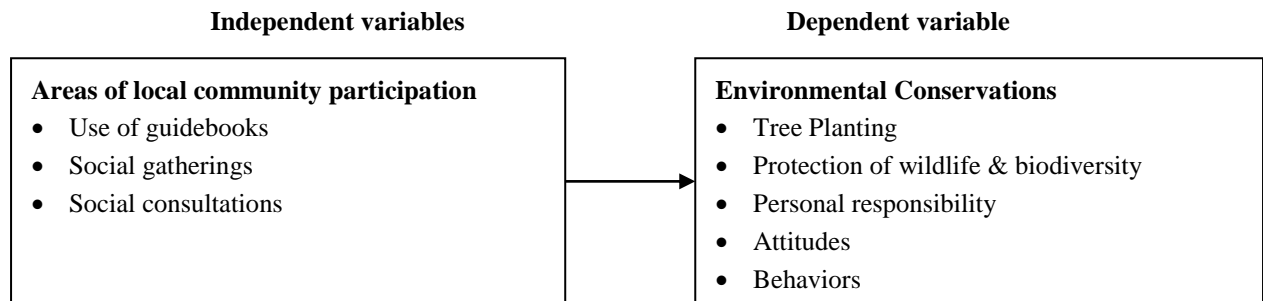 Independent variables
Dependent variable
Areas of local community participation
• Use of guidebooks
• Social gatherings
• Social consultations
Environmental Conservations
• Tree Planting
• Protection of wildlife & biodiversity
• Personal responsibility
• Attitudes
• Behaviors